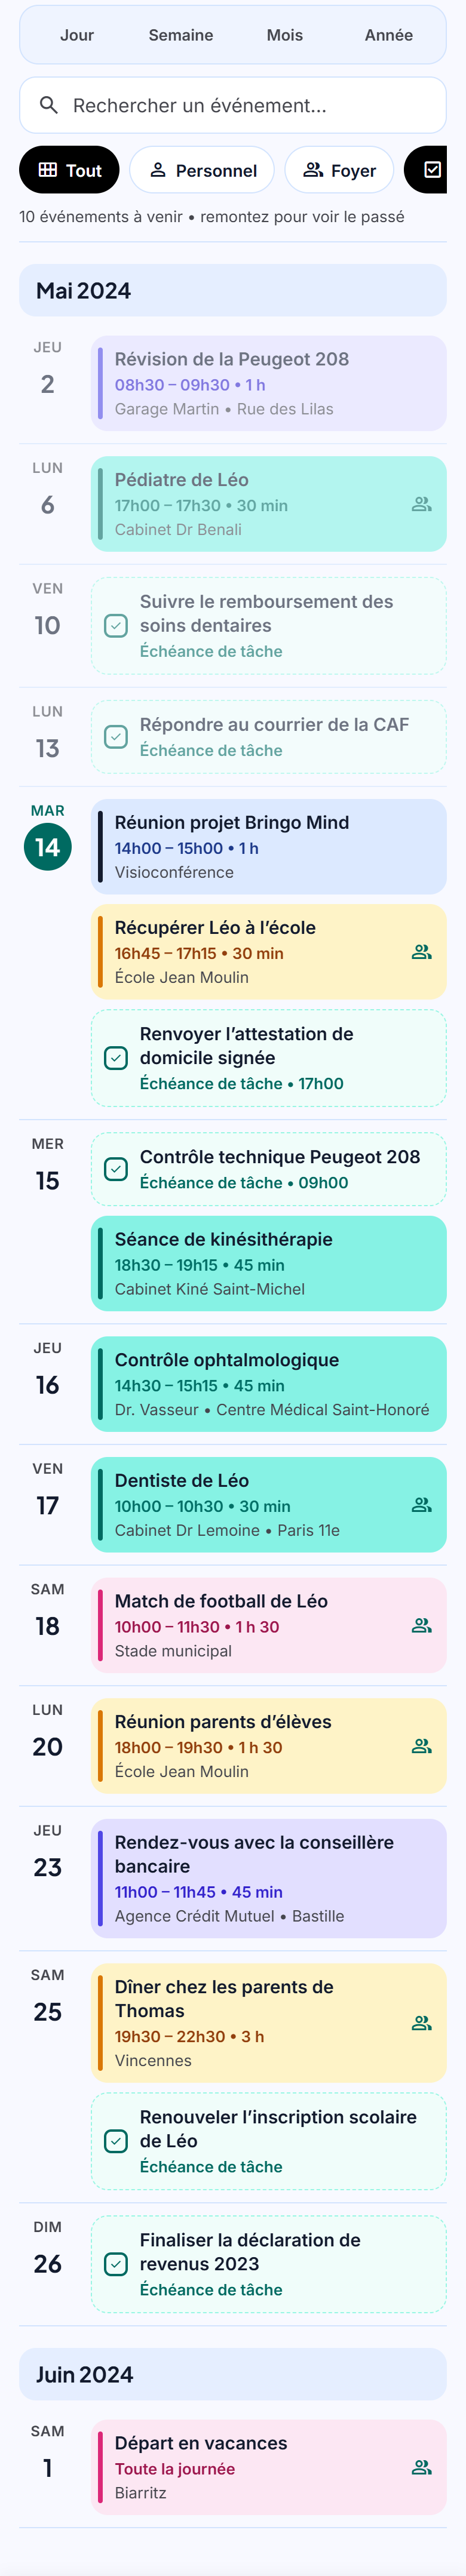 Jour Semaine Mois Année
Rechercher un événement...
Tout Personnel Foyer
10 événements à venir • remontez pour voir le passé
Mai 2024
JEU
2
Révision de la Peugeot 208
08h30 – 09h30 • 1 h
Garage Martin • Rue des Lilas
LUN
6
Pédiatre de Léo
17h00 – 17h30 • 30 min
Cabinet Dr Benali
VEN
10
Suivre le remboursement des
soins dentaires
Échéance de tâche
LUN
13
Répondre au courrier de la CAF
Échéance de tâche
MAR
14
Réunion projet Bringo Mind
14h00 – 15h00 • 1 h
Visioconférence
Récupérer Léo à l’école
16h45 – 17h15 • 30 min
École Jean Moulin
Renvoyer l’attestation de
domicile signée
Échéance de tâche • 17h00
MER
15
Contrôle technique Peugeot 208
Échéance de tâche • 09h00
Séance de kinésithérapie
18h30 – 19h15 • 45 min
Cabinet Kiné Saint-Michel
JEU
16
Contrôle ophtalmologique
14h30 – 15h15 • 45 min
Dr. Vasseur • Centre Médical Saint-Honoré
VEN
17
Dentiste de Léo
10h00 – 10h30 • 30 min
Cabinet Dr Lemoine • Paris 11e
SAM
18
Match de football de Léo
10h00 – 11h30 • 1 h 30
Stade municipal
LUN
20
Réunion parents d’élèves
18h00 – 19h30 • 1 h 30
École Jean Moulin
JEU
23
Rendez-vous avec la conseillère
bancaire
11h00 – 11h45 • 45 min
Agence Crédit Mutuel • Bastille
SAM
25
Dîner chez les parents de
Thomas
19h30 – 22h30 • 3 h
Vincennes
Renouveler l’inscription scolaire
de Léo
Échéance de tâche
DIM
26
Finaliser la déclaration de
revenus 2023
Échéance de tâche
Juin 2024
SAM
1
Départ en vacances
Toute la journée
Biarritz